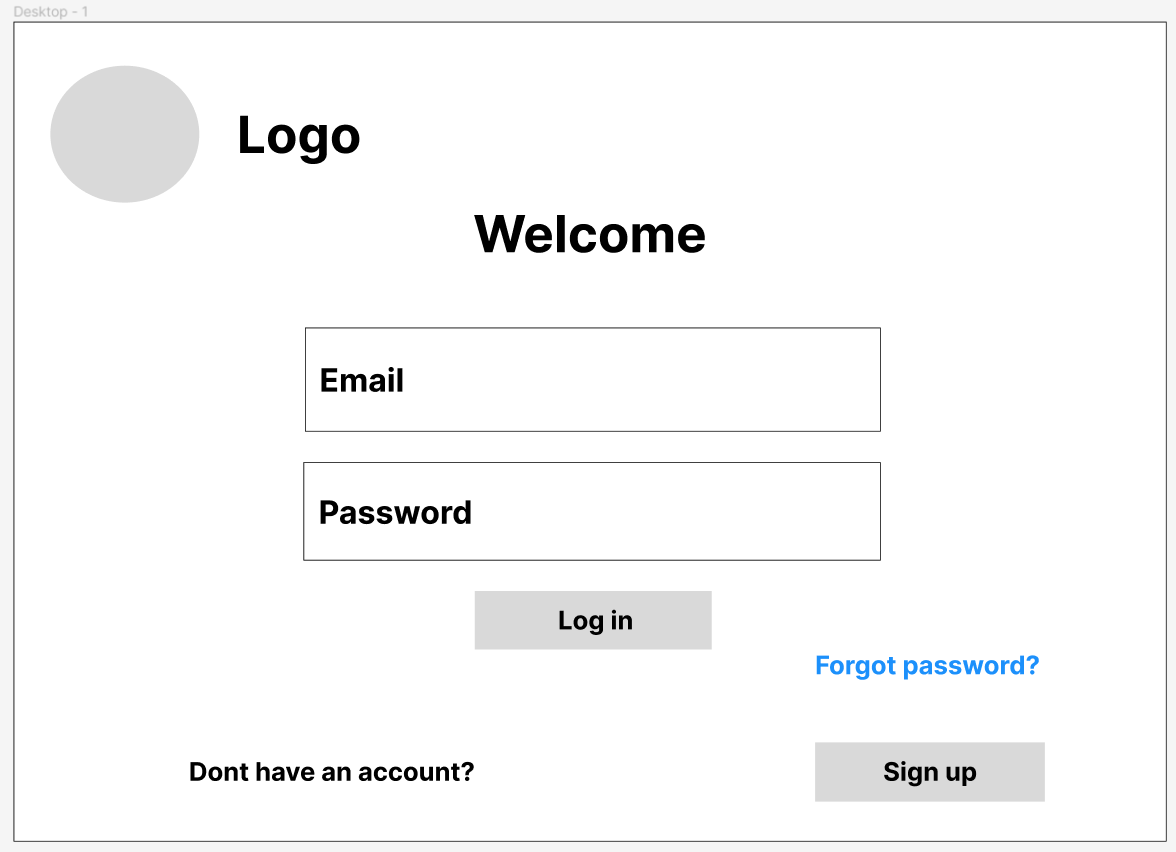 Desktop - 1
Logo
Welcome
Email
Password
Log in
Forgot password?
Dont have an account?
Sign up